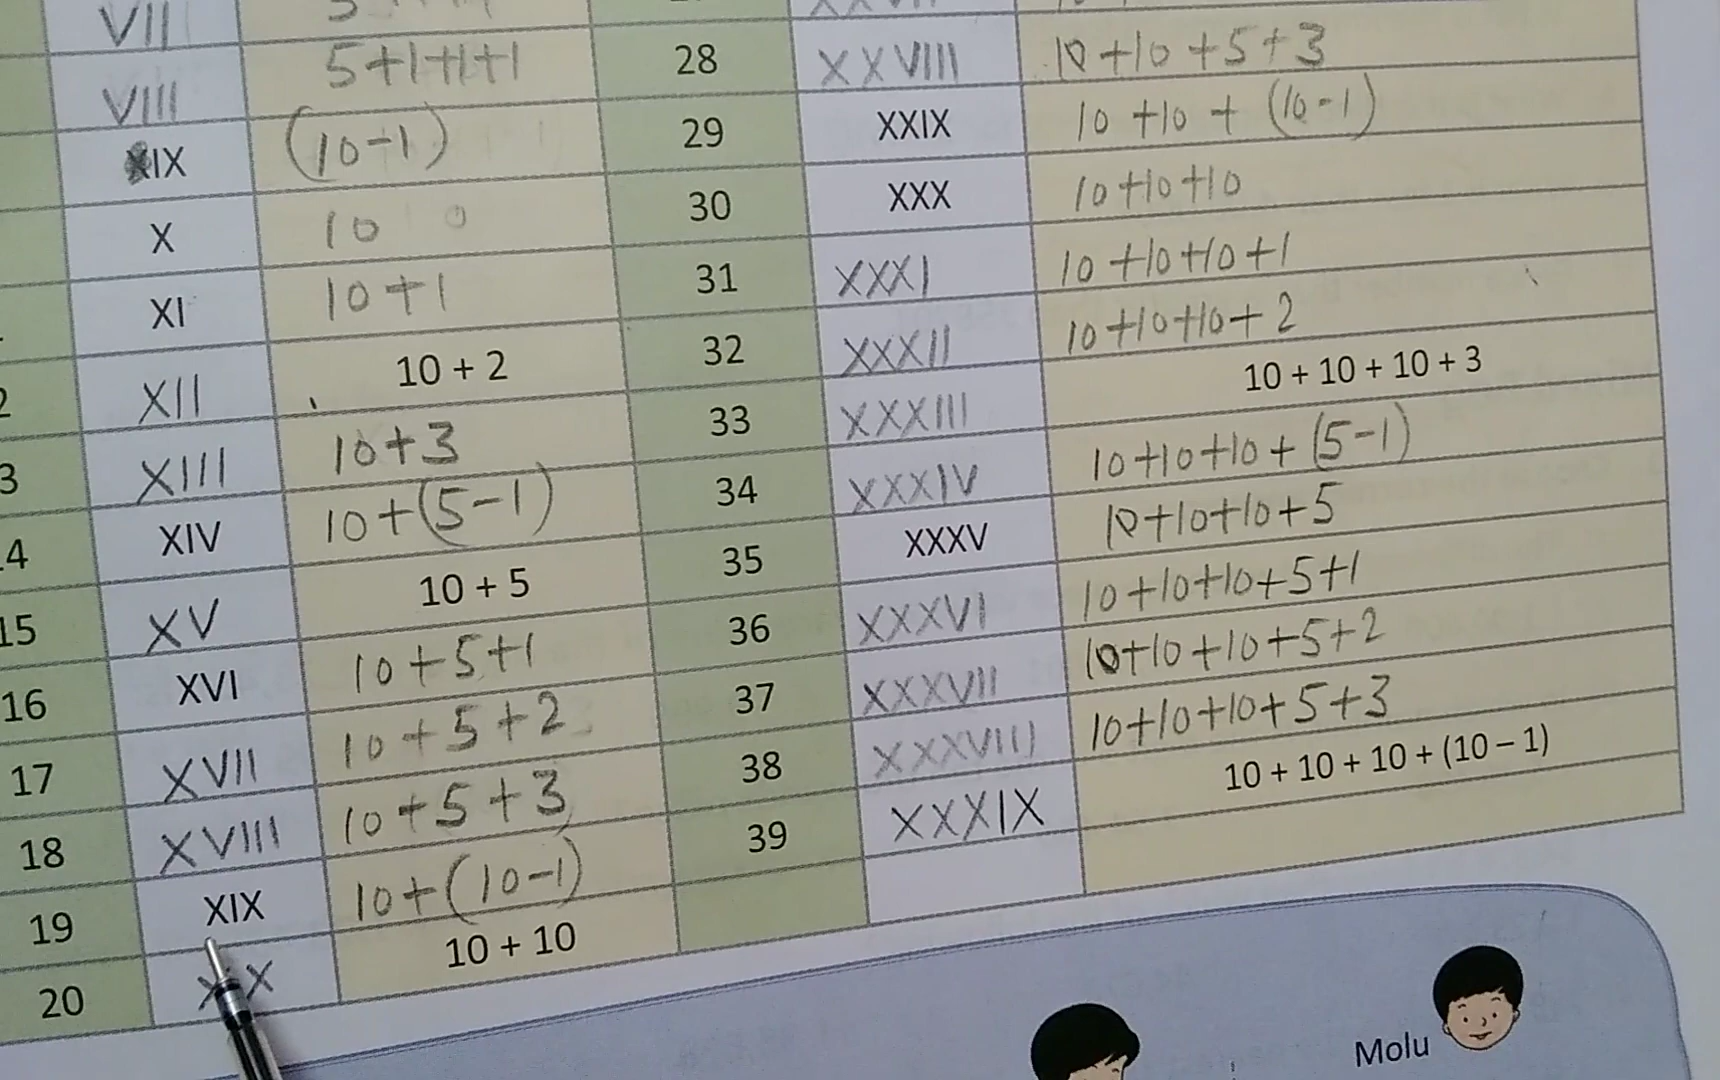 VII
VIII 5+1+1+1 28 XXVIII 10+10+5+3
IX (10-1) 29 XXIX 10+10+(10-1)
X 10 30 XXX 10+10+10
XI 10+1 31 XXXI 10+10+10+1
2 XII 10 + 2 32 XXXII 10+10+10+2
3 XIII 10+3 33 XXXIII 10 + 10 + 10 + 3
4 XIV 10+(5-1) 34 XXXIV 10+10+10+(5-1)
15 XV 10 + 5 35 XXXV 10+10+10+5
16 XVI 10+5+1 36 XXXVI 10+10+10+5+1
17 XVII 10+5+2 37 XXXVII 10+10+10+5+2
18 XVIII 10+5+3 38 XXXVIII 10+10+10+5+3
19 XIX 10+(10-1) 39 XXXIX 10 + 10 + 10 + (10 – 1)
20 XX 10 + 10
Molu